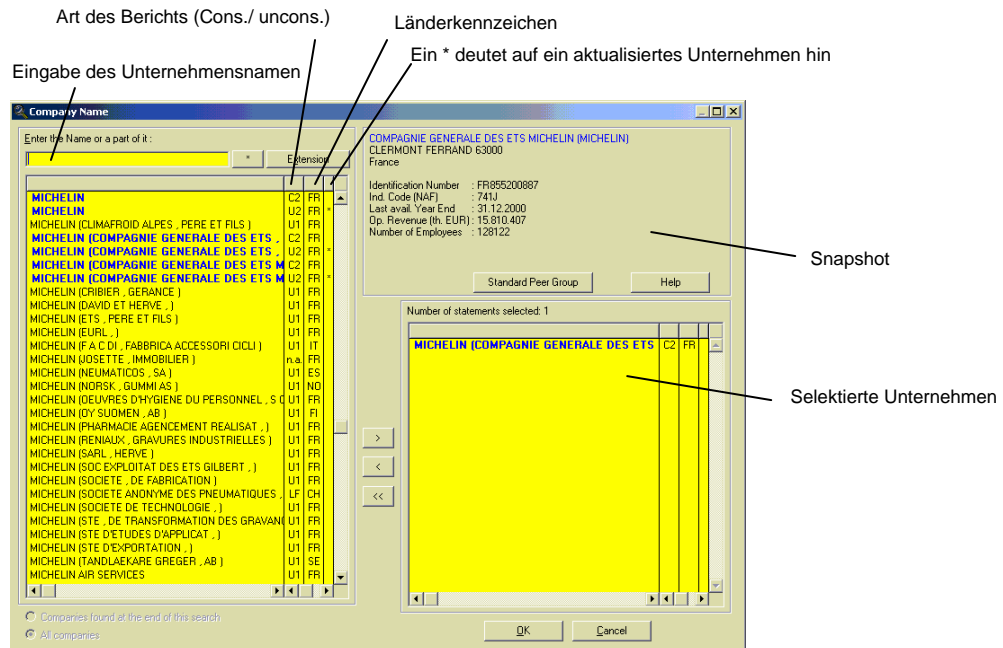 Art des Berichts (Cons./ uncons.)
Länderkennzeichen
Ein * deutet auf ein aktualisiertes Unternehmen hin
Eingabe des Unternehmensnamen
Company Name
Enter the Name or a part of it :
*
Extension
MICHELIN C2 FR
MICHELIN U2 FR *
MICHELIN (CLIMAFROID ALPES , PERE ET FILS ) U1 FR
MICHELIN (COMPAGNIE GENERALE DES ETS , C2 FR
MICHELIN (COMPAGNIE GENERALE DES ETS , U2 FR *
MICHELIN (COMPAGNIE GENERALE DES ETS M C2 FR
MICHELIN (COMPAGNIE GENERALE DES ETS M U2 FR *
MICHELIN (CRIBIER , GERANCE ) U1 FR
MICHELIN (DAVID ET HERVE , ) U1 FR
MICHELIN (ETS , PERE ET FILS ) U1 FR
MICHELIN (EURL , ) U1 FR
MICHELIN (F A C DI , FABBRICA ACCESSORI CICLI ) U1 IT
MICHELIN (JOSETTE , IMMOBILIER ) n.a. FR
MICHELIN (NEUMATICOS , SA ) U1 ES
MICHELIN (NORSK , GUMMI AS ) U1 NO
MICHELIN (OEUVRES D'HYGIENE DU PERSONNEL , S C U1 FR
MICHELIN (OY SUOMEN , AB ) U1 FI
MICHELIN (PHARMACIE AGENCEMENT REALISAT , ) U1 FR
MICHELIN (RENIAUX , GRAVURES INDUSTRIELLES ) U1 FR
MICHELIN (SARL , HERVE ) U1 FR
MICHELIN (SOC EXPLOITAT DES ETS GILBERT , ) U1 FR
MICHELIN (SOCIETE , DE FABRICATION ) U1 FR
MICHELIN (SOCIETE ANONYME DES PNEUMATIQUES , LF CH
MICHELIN (SOCIETE DE TECHNOLOGIE , ) U1 FR
MICHELIN (STE , DE TRANSFORMATION DES GRAVAN( U1 FR
MICHELIN (STE D'ETUDES D'APPLICAT , ) U1 FR
MICHELIN (STE D'EXPORTATION , ) U1 FR
MICHELIN (TANDLAEKARE GREGER , AB ) U1 SE
MICHELIN AIR SERVICES U1 FR
Companies found at the end of this search
All companies
COMPAGNIE GENERALE DES ETS MICHELIN (MICHELIN)
CLERMONT FERRAND 63000
France
Identification Number : FR855200887
Ind. Code (NAF) : 741J
Last avail. Year End : 31.12.2000
Op. Revenue (th. EUR) : 15.810.407
Number of Employees : 128122
Standard Peer Group
Help
Snapshot
Number of statements selected: 1
MICHELIN (COMPAGNIE GENERALE DES ETS C2 FR
Selektierte Unternehmen
>
<
<<
OK
Cancel